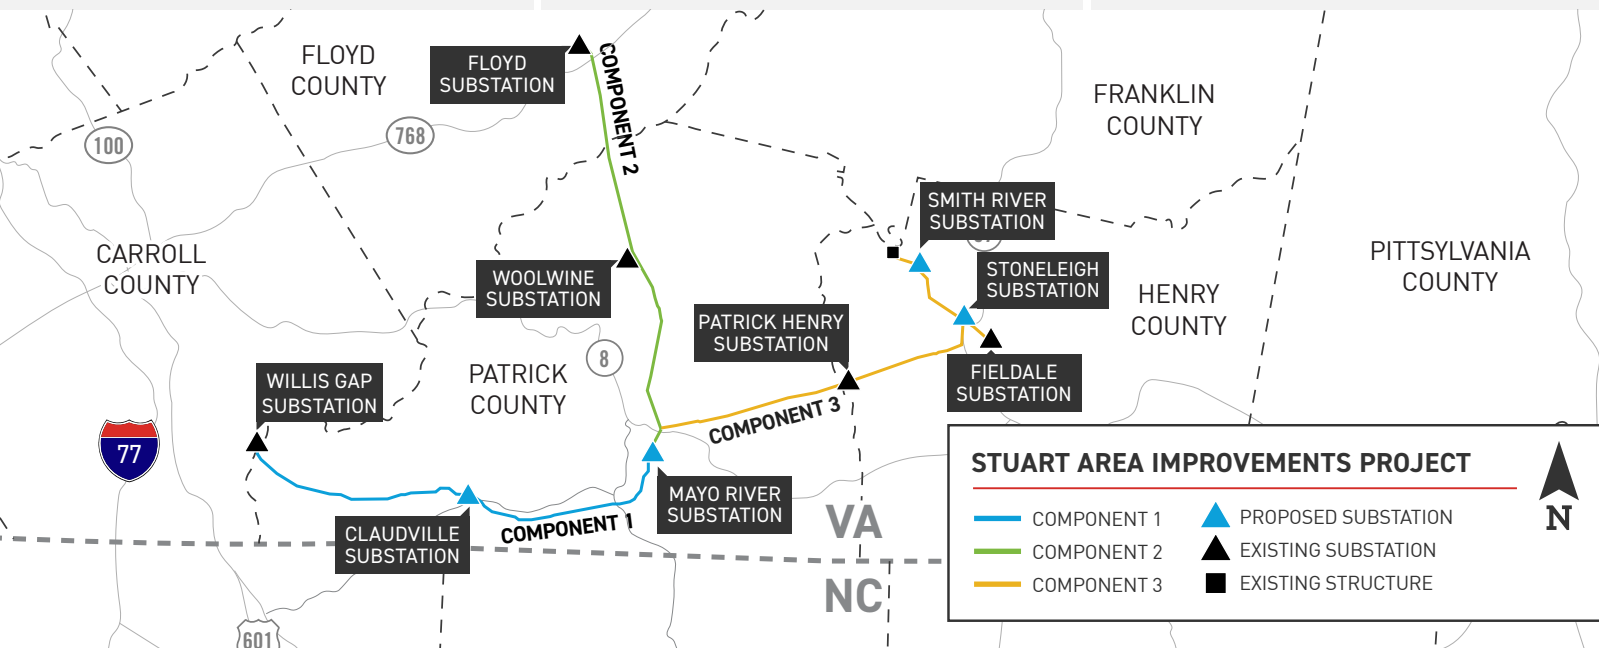 FLOYD
COUNTY
FLOYD
SUBSTATION
COMPONENT 2
FRANKLIN
COUNTY
100
768
SMITH RIVER
SUBSTATION
CARROLL
COUNTY
WOOLWINE
SUBSTATION
STONELEIGH
SUBSTATION
HENRY
COUNTY
PITTSYLVANIA
COUNTY
PATRICK HENRY
SUBSTATION
8
WILLIS GAP
SUBSTATION
PATRICK
COUNTY
FIELDALE
SUBSTATION
COMPONENT 3
77
MAYO RIVER
SUBSTATION
CLAUDVILLE
SUBSTATION
COMPONENT 1
VA
NC
601
STUART AREA IMPROVEMENTS PROJECT
COMPONENT 1
COMPONENT 2
COMPONENT 3
PROPOSED SUBSTATION
EXISTING SUBSTATION
EXISTING STRUCTURE
N